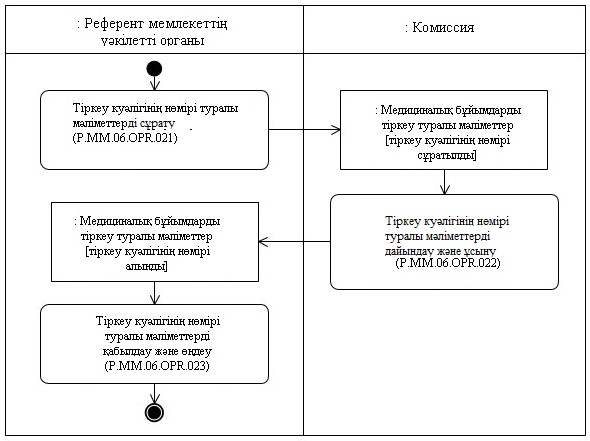 : Референт мемлекеттің
уәкілетті органы
: Комиссия
Тіркеу куәлігінің нөмірі туралы
мәліметтерді сұрату
(P.MM.06.OPR.021)
: Медициналық бұйымдарды
тіркеу туралы мәліметтер
[тіркеу куәлігінің нөмірі
сұратылды]
Тіркеу куәлігінің нөмірі
туралы мәліметтерді
дайындау және ұсыну
(P.MM.06.OPR.022)
: Медициналық бұйымдарды
тіркеу туралы мәліметтер
[тіркеу куәлігінің нөмірі
алынды]
Тіркеу куәлігінің нөмірі
туралы мәліметтерді
қабылдау және өңдеу
(P.MM.06.OPR.023)